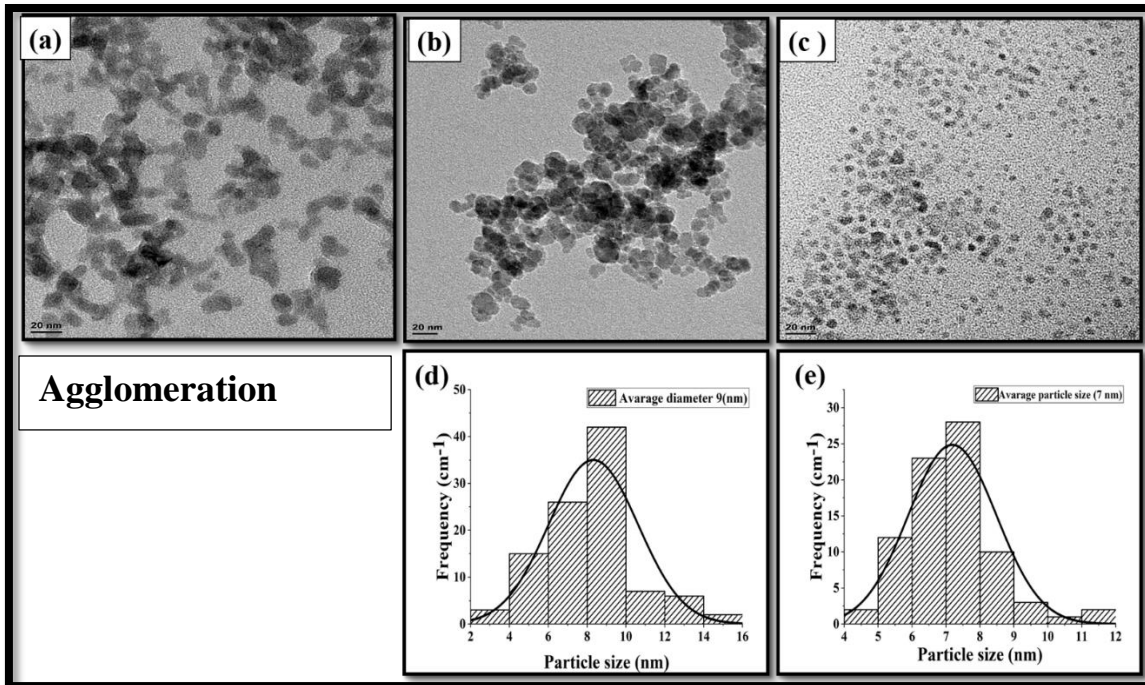 (a)
(b)
(c )
20 nm
20 nm
20 nm
Agglomeration
(d)
Avarage diameter 9(nm)
Frequency (cm⁻¹)
50
40
30
20
10
0
2 4 6 8 10 12 14 16
Particle size (nm)
(e)
Avarage particle size (7 nm)
Frequency (cm⁻¹)
30
25
20
15
10
5
0
4 5 6 7 8 9 10 11 12
Particle size (nm)